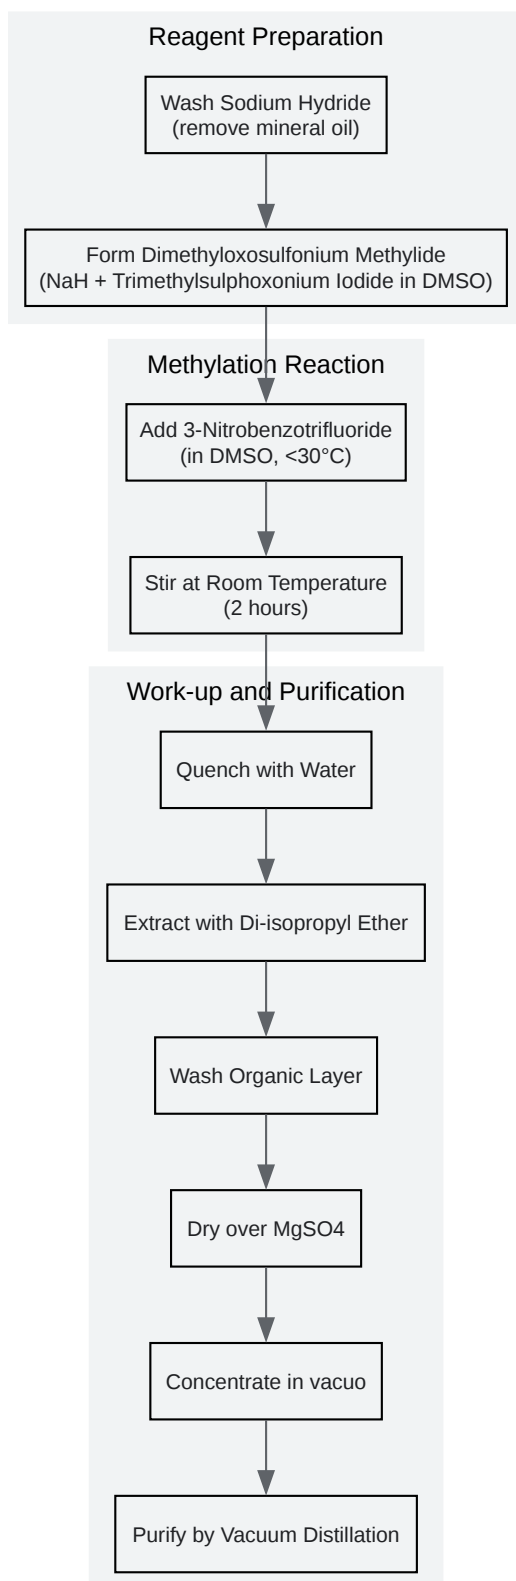 Reagent Preparation
Wash Sodium Hydride
(remove mineral oil)
Form Dimethyloxosulfonium Methylide
(NaH + Trimethylsulphoxonium Iodide in DMSO)
Methylation Reaction
Add 3-Nitrobenzotrifluoride
(in DMSO, <30°C)
Stir at Room Temperature
(2 hours)
Work-up and Purification
Quench with Water
Extract with Di-isopropyl Ether
Wash Organic Layer
Dry over MgSO4
Concentrate in vacuo
Purify by Vacuum Distillation